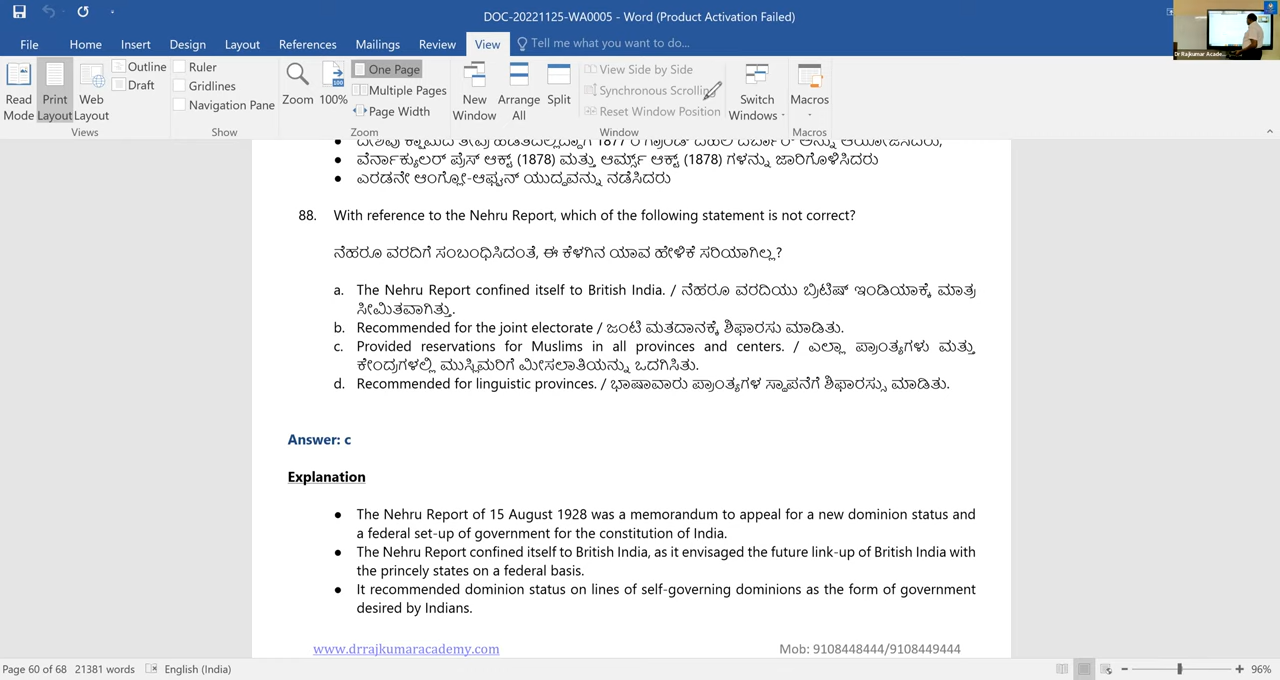 DOC-20221125-WA0005 - Word (Product Activation Failed)
File Home Insert Design Layout References Mailings Review View Tell me what you want to do...
Read Mode Print Layout Web Layout Outline Draft
Views
Ruler
Gridlines
Navigation Pane
Show
Zoom 100% One Page
Multiple Pages
Page Width
Zoom
New Window Arrange All Split
View Side by Side
Synchronous Scrolling
Reset Window Position
Window
Switch Windows
Macros
Macros
Dr Rajkumar Acade...
• ವೆರ್ನಾಕ್ಯುಲರ್ ಪ್ರೆಸ್ ಆಕ್ಟ್ (1878) ಮತ್ತು ಆರ್ಮ್ಸ್ ಆಕ್ಟ್ (1878) ಗಳನ್ನು ಜಾರಿಗೊಳಿಸಿದರು
• ಎರಡನೇ ಆಂಗ್ಲೋ-ಆಫ್ಘನ್ ಯುದ್ಧವನ್ನು ನಡೆಸಿದರು
88. With reference to the Nehru Report, which of the following statement is not correct?
ನೆಹರೂ ವರದಿಗೆ ಸಂಬಂಧಿಸಿದಂತೆ, ಈ ಕೆಳಗಿನ ಯಾವ ಹೇಳಿಕೆ ಸರಿಯಾಗಿಲ್ಲ?
a. The Nehru Report confined itself to British India. / ನೆಹರೂ ವರದಿಯು ಬ್ರಿಟಿಷ್ ಇಂಡಿಯಾಕ್ಕೆ ಮಾತ್ರ
ಸೀಮಿತವಾಗಿತ್ತು.
b. Recommended for the joint electorate / ಜಂಟಿ ಮತದಾನಕ್ಕೆ ಶಿಫಾರಸು ಮಾಡಿತು.
c. Provided reservations for Muslims in all provinces and centers. / ಎಲ್ಲಾ ಪ್ರಾಂತ್ಯಗಳು ಮತ್ತು
ಕೇಂದ್ರಗಳಲ್ಲಿ ಮುಸ್ಲಿಮರಿಗೆ ಮೀಸಲಾತಿಯನ್ನು ಒದಗಿಸಿತು.
d. Recommended for linguistic provinces. / ಭಾಷಾವಾರು ಪ್ರಾಂತ್ಯಗಳ ಸ್ಥಾಪನೆಗೆ ಶಿಫಾರಸ್ಸು ಮಾಡಿತು.
Answer: c
Explanation
• The Nehru Report of 15 August 1928 was a memorandum to appeal for a new dominion status and
a federal set-up of government for the constitution of India.
• The Nehru Report confined itself to British India, as it envisaged the future link-up of British India with
the princely states on a federal basis.
• It recommended dominion status on lines of self-governing dominions as the form of government
desired by Indians.
www.drrajkumaracademy.com Mob: 9108448444/9108449444
Page 60 of 68 21381 words English (India) 96%